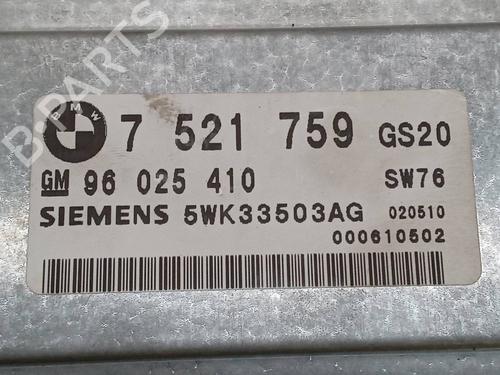 B-PARTS
BMW 7 521 759 GS20
GM 96 025 410 SW76
SIEMENS 5WK33503AG 020510
000610502